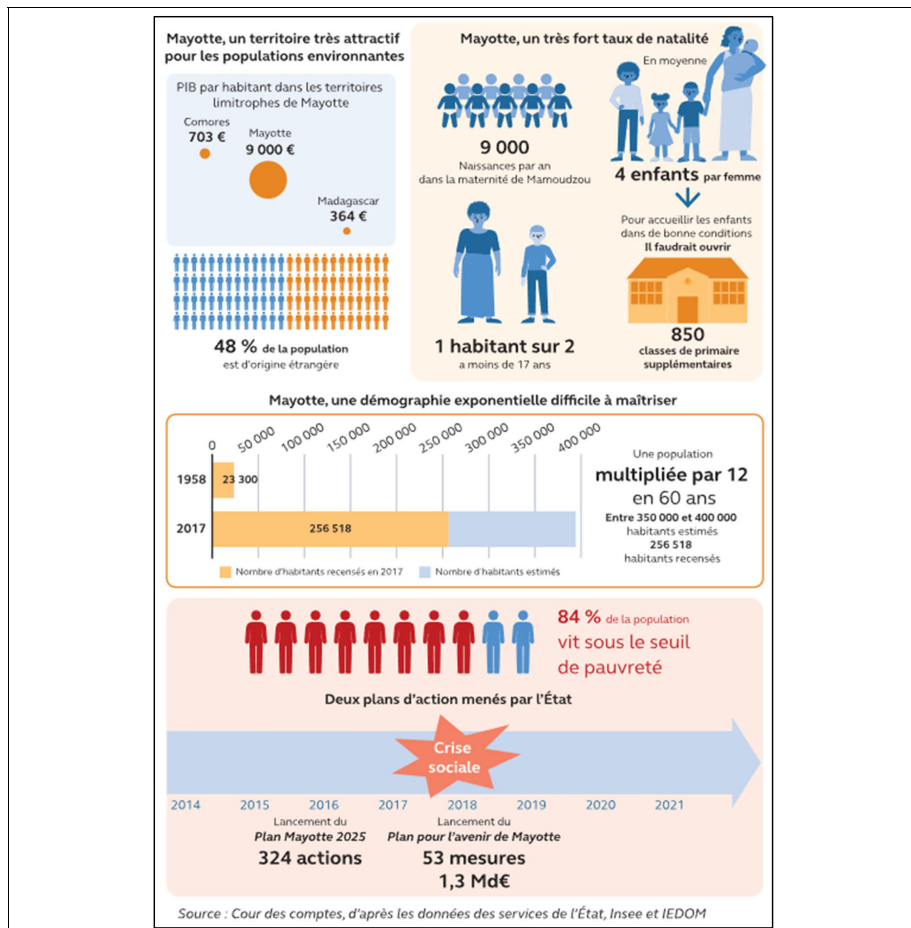 Mayotte, un territoire très attractif
pour les populations environnantes
PIB par habitant dans les territoires
limitrophes de Mayotte
Comores
703 €
Mayotte
9 000 €
Madagascar
364 €
48 % de la population
est d'origine étrangère
Mayotte, un très fort taux de natalité
9 000
Naissances par an
dans la maternité de Mamoudzou
En moyenne
4 enfants par femme
Pour accueillir les enfants
dans de bonne conditions
Il faudrait ouvrir
850
classes de primaire
supplémentaires
1 habitant sur 2
a moins de 17 ans
Mayotte, une démographie exponentielle difficile à maîtriser
0 50 000 100 000 150 000 200 000 250 000 300 000 350 000 400 000
1958 23 300
2017 256 518
Nombre d'habitants recensés en 2017 Nombre d'habitants estimés
Une population
multipliée par 12
en 60 ans
Entre 350 000 et 400 000
habitants estimés
256 518
habitants recensés
84 % de la population
vit sous le seuil
de pauvreté
Deux plans d'action menés par l'État
Crise
sociale
2014 2015 2016 2017 2018 2019 2020 2021
Lancement du
Plan Mayotte 2025
324 actions
Lancement du
Plan pour l'avenir de Mayotte
53 mesures
1,3 Md€
Source : Cour des comptes, d'après les données des services de l'État, Insee et IEDOM